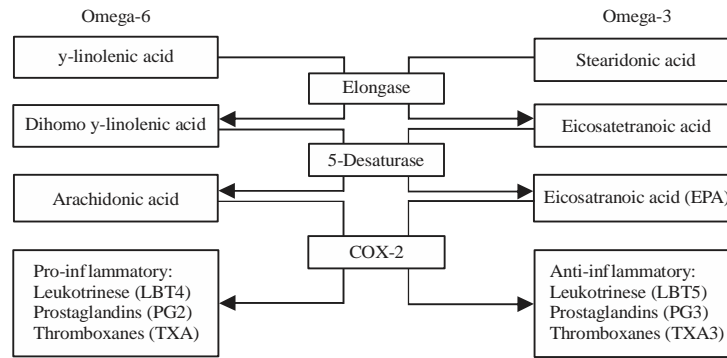 Omega-6
Omega-3
y-linolenic acid
Stearidonic acid
Elongase
Dihomo y-linolenic acid
Eicosatetranoic acid
5-Desaturase
Arachidonic acid
Eicosatranoic acid (EPA)
COX-2
Pro-inflammatory:
Leukotrinese (LBT4)
Prostaglandins (PG2)
Thromboxanes (TXA)
Anti-inflammatory:
Leukotrinese (LBT5)
Prostaglandins (PG3)
Thromboxanes (TXA3)